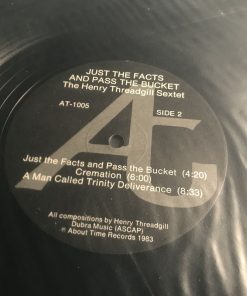 JUST THE FACTS
AND PASS THE BUCKET
The Henry Threadgill Sextet
AT-1005
SIDE 2
Just the Facts and Pass the Bucket (4:20)
Cremation (6:00)
A Man Called Trinity Deliverance (8:33)
All compositions by Henry Threadgill
Dubra Music (ASCAP)
℗ About Time Records 1983